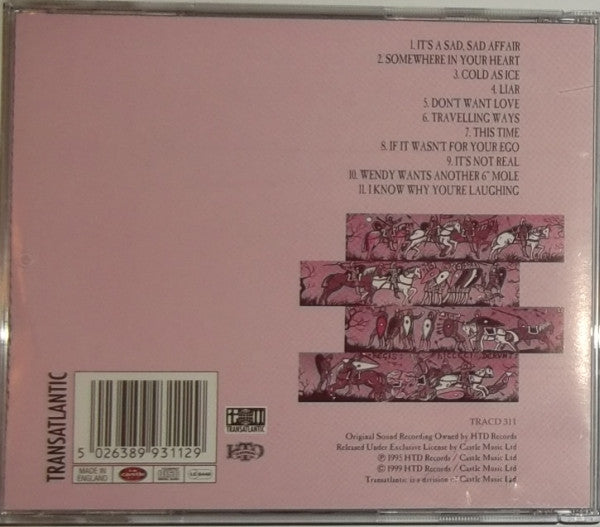 1. IT'S A SAD, SAD AFFAIR
2. SOMEWHERE IN YOUR HEART
3. COLD AS ICE
4. LIAR
5. DON'T WANT LOVE
6. TRAVELLING WAYS
7. THIS TIME
8. IF IT WASN'T FOR YOUR EGO
9. IT'S NOT REAL
10. WENDY WANTS ANOTHER 6" MOLE
11. I KNOW WHY YOU'RE LAUGHING
TRACD 311
Original Sound Recording Owned by HTD Records
Released Under Exclusive License by Castle Music Ltd
℗ 1995 HTD Records / Castle Music Ltd
© 1999 HTD Records / Castle Music Ltd
Transatlantic is a division of Castle Music Ltd
TRANSATLANTIC
5 026389 931129
MADE IN
ENGLAND
castle
TRANSATLANTIC
HTD